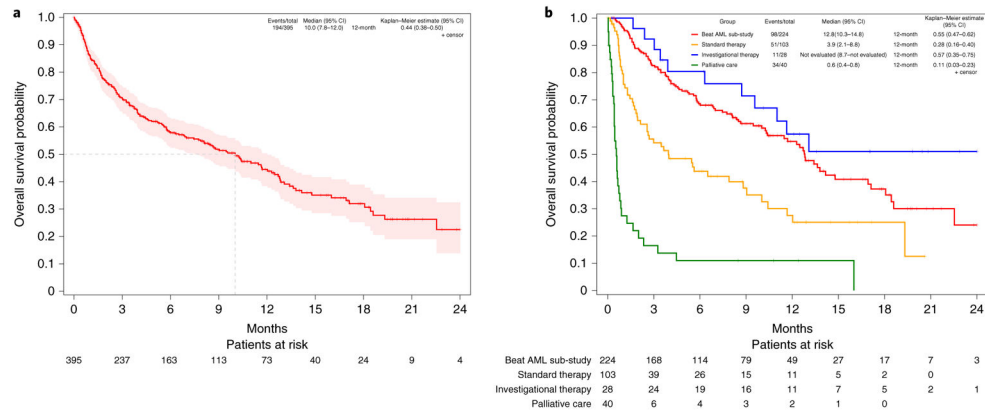 a
Events/total Median (95% CI) Kaplan–Meier estimate (95% CI)
194/395 10.0 (7.8–12.0) 12-month 0.44 (0.38–0.50)
+ censor
Overall survival probability
1.0
0.9
0.8
0.7
0.6
0.5
0.4
0.3
0.2
0.1
0
0 3 6 9 12 15 18 21 24
Months
Patients at risk
395 237 163 113 73 40 24 9 4
b
Group Events/total Median (95% CI) Kaplan–Meier estimate (95% CI)
Beat AML sub-study 98/224 12.8(10.3–14.8) 12-month 0.55 (0.47–0.62)
Standard therapy 51/103 3.9 (2.1–6.8) 12-month 0.28 (0.16–0.40)
Investigational therapy 11/28 Not evaluated (8.7–not evaluated) 12-month 0.57 (0.35–0.75)
Palliative care 34/40 0.6 (0.4–0.8) 12-month 0.11 (0.03–0.23)
+ censor
Overall survival probability
1.0
0.9
0.8
0.7
0.6
0.5
0.4
0.3
0.2
0.1
0
0 3 6 9 12 15 18 21 24
Months
Patients at risk
Beat AML sub-study 224 168 114 79 49 27 17 7 3
Standard therapy 103 39 26 15 11 5 2 0
Investigational therapy 28 24 19 16 11 7 5 2 1
Palliative care 40 6 4 3 2 1 0